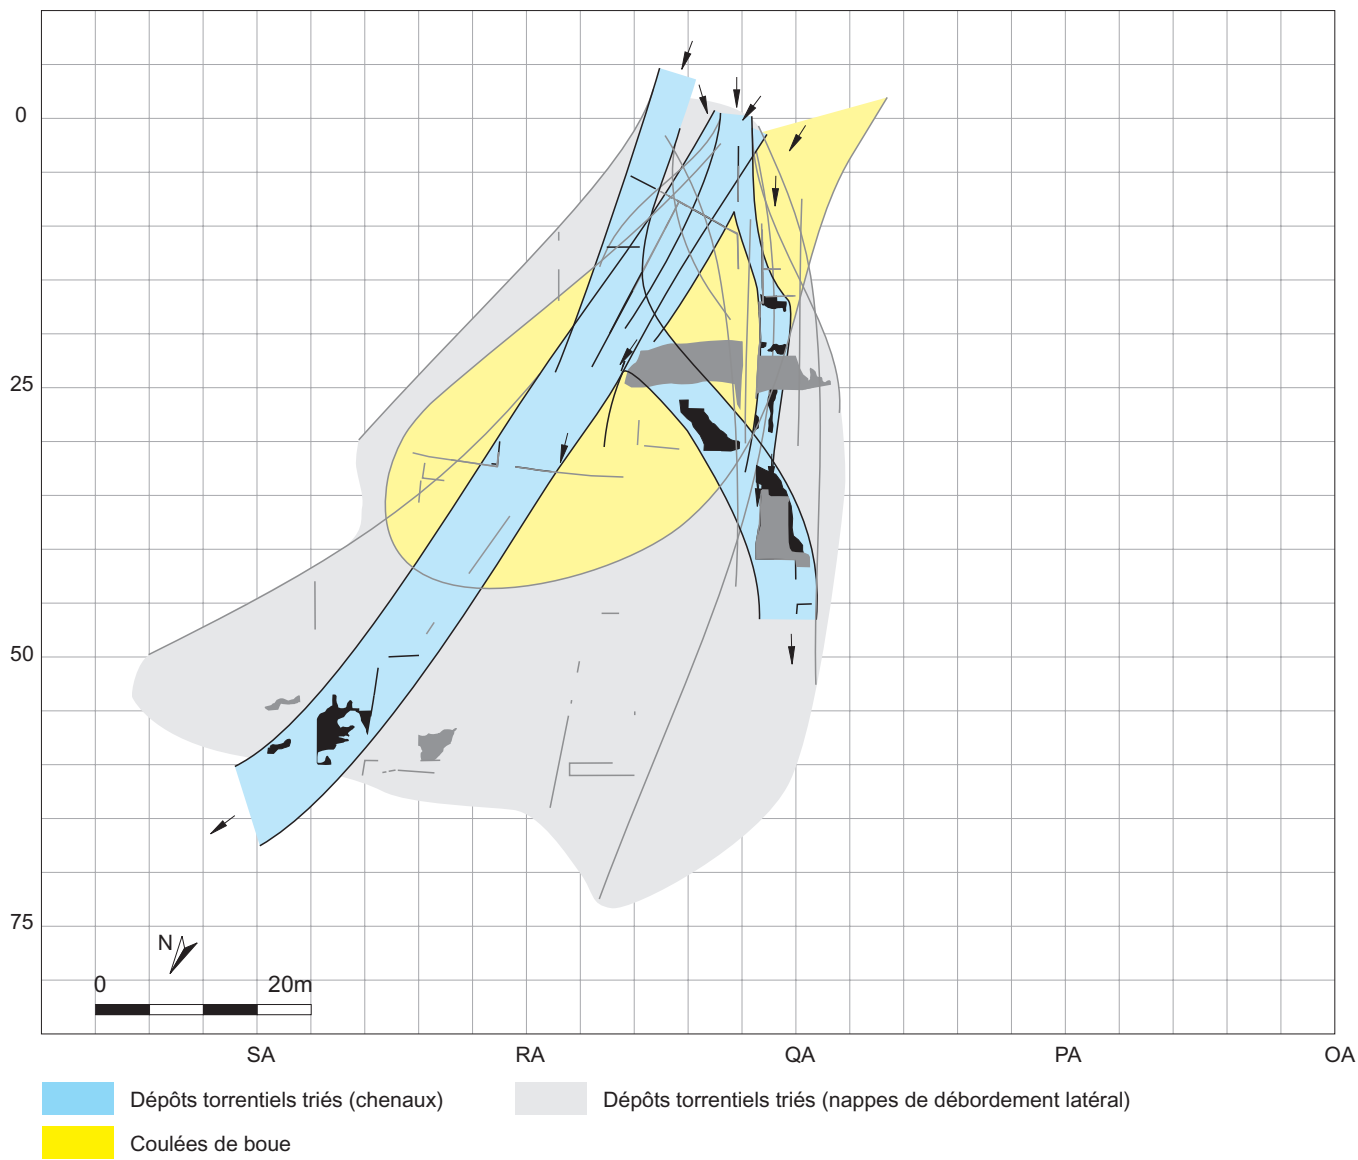 0
25
50
75
N
0 20m
SA RA QA PA OA
Dépôts torrentiels triés (chenaux) Dépôts torrentiels triés (nappes de débordement latéral)
Coulées de boue